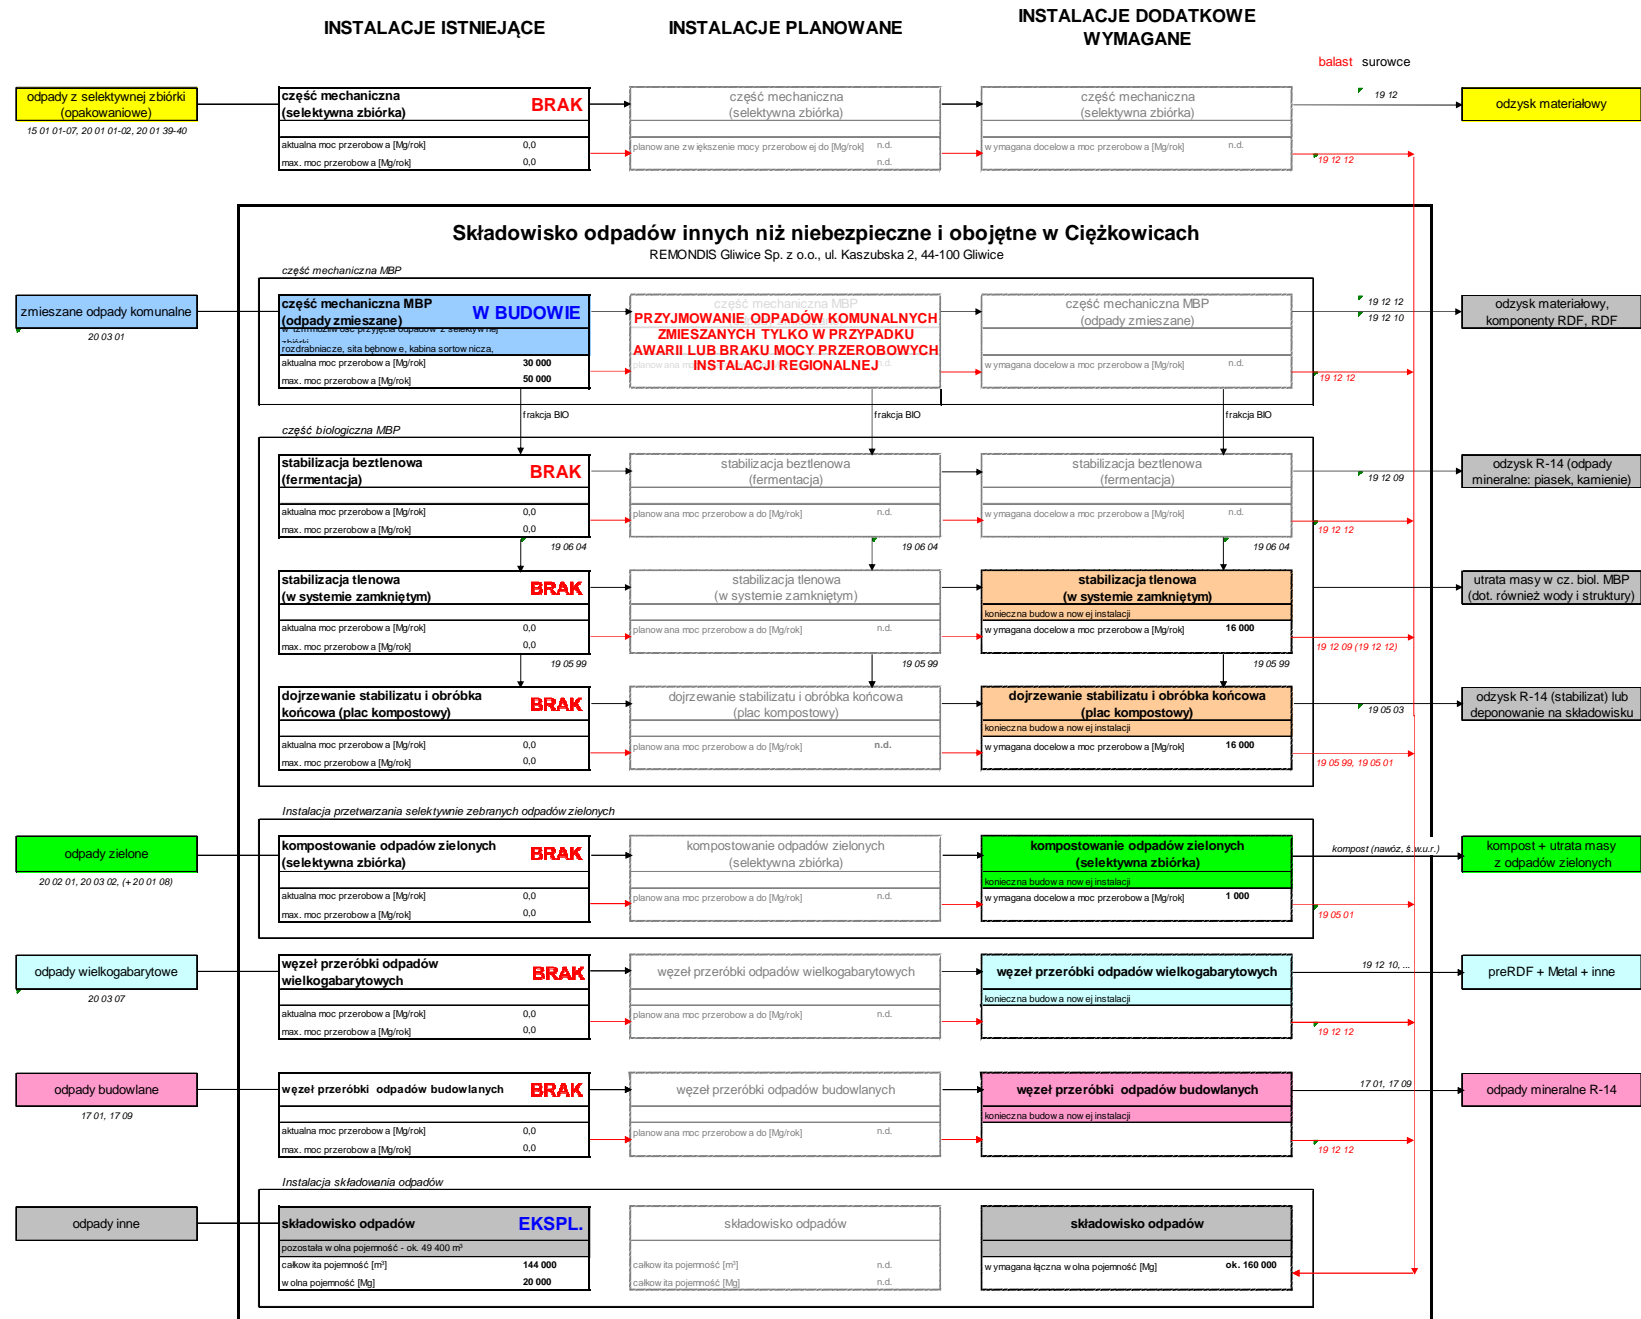 INSTALACJE ISTNIEJĄCE
INSTALACJE PLANOWANE
INSTALACJE DODATKOWE
WYMAGANE
balast surowce
odpady z selektywnej zbiórki
(opakowaniowe)
15 01 01-07, 20 01 01-02, 20 01 39-40
część mechaniczna
(selektywna zbiórka)
BRAK
aktualna moc przerobowa [Mg/rok] 0,0
max. moc przerobowa [Mg/rok] 0,0
część mechaniczna
(selektywna zbiórka)
planowane zwiększenie mocy przerobowej do [Mg/rok] n.d.
n.d.
część mechaniczna
(selektywna zbiórka)
wymagana docelowa moc przerobowa [Mg/rok] n.d.
19 12
19 12 12
odzysk materiałowy
Składowisko odpadów innych niż niebezpieczne i obojętne w Ciężkowicach
REMONDIS Gliwice Sp. z o.o., ul. Kaszubska 2, 44-100 Gliwice
część mechaniczna MBP
zmieszane odpady komunalne
20 03 01
część mechaniczna MBP
(odpady zmieszane)
W BUDOWIE
w tzm możliwość przyjęcia odpadów z selektywnej
zbiórki
rozdrabniacze, sita bębnowe, kabina sortownicza,
aktualna moc przerobowa [Mg/rok] 30 000
max. moc przerobowa [Mg/rok] 50 000
część mechaniczna MBP
PRZYJMOWANIE ODPADÓW KOMUNALNYCH
ZMIESZANYCH TYLKO W PRZYPADKU
AWARII LUB BRAKU MOCY PRZEROBOWYCH
INSTALACJI REGIONALNEJ
część mechaniczna MBP
(odpady zmieszane)
wymagana docelowa moc przerobowa [Mg/rok] n.d.
19 12 12
19 12 10
19 12 12
odzysk materiałowy,
komponenty RDF, RDF
frakcja BIO
frakcja BIO
frakcja BIO
część biologiczna MBP
stabilizacja beztlenowa
(fermentacja)
BRAK
aktualna moc przerobowa [Mg/rok] 0,0
max. moc przerobowa [Mg/rok] 0,0
stabilizacja beztlenowa
(fermentacja)
planowana moc przerobowa do [Mg/rok] n.d.
stabilizacja beztlenowa
(fermentacja)
wymagana docelowa moc przerobowa [Mg/rok] n.d.
19 12 09
19 12 12
odzysk R-14 (odpady
mineralne: piasek, kamienie)
19 06 04
19 06 04
19 06 04
stabilizacja tlenowa
(w systemie zamkniętym)
BRAK
aktualna moc przerobowa [Mg/rok] 0,0
max. moc przerobowa [Mg/rok] 0,0
stabilizacja tlenowa
(w systemie zamkniętym)
planowana moc przerobowa do [Mg/rok] n.d.
stabilizacja tlenowa
(w systemie zamkniętym)
konieczna budowa nowej instalacji
wymagana docelowa moc przerobowa [Mg/rok] 16 000
19 12 09 (19 12 12)
utrata masy w cz. biol. MBP
(dot. również wody i struktury)
19 05 99
19 05 99
19 05 99
dojrzewanie stabilizatu i obróbka
końcowa (plac kompostowy)
BRAK
aktualna moc przerobowa [Mg/rok] 0,0
max. moc przerobowa [Mg/rok] 0,0
dojrzewanie stabilizatu i obróbka końcowa
(plac kompostowy)
planowana moc przerobowa do [Mg/rok] n.d.
dojrzewanie stabilizatu i obróbka końcowa
(plac kompostowy)
konieczna budowa nowej instalacji
wymagana docelowa moc przerobowa [Mg/rok] 16 000
19 05 03
19 05 99, 19 05 01
odzysk R-14 (stabilizat) lub
deponowanie na składowisku
Instalacja przetwarzania selektywnie zebranych odpadów zielonych
odpady zielone
20 02 01, 20 03 02, (+ 20 01 08)
kompostowanie odpadów zielonych
(selektywna zbiórka)
BRAK
aktualna moc przerobowa [Mg/rok] 0,0
max. moc przerobowa [Mg/rok] 0,0
kompostowanie odpadów zielonych
(selektywna zbiórka)
planowana moc przerobowa do [Mg/rok] n.d.
kompostowanie odpadów zielonych
(selektywna zbiórka)
konieczna budowa nowej instalacji
wymagana docelowa moc przerobowa [Mg/rok] 1 000
kompost (nawóz, ś.w.u.r.)
19 05 01
kompost + utrata masy
z odpadów zielonych
odpady wielkogabarytowe
20 03 07
węzeł przeróbki odpadów
wielkogabarytowych
BRAK
aktualna moc przerobowa [Mg/rok] 0,0
max. moc przerobowa [Mg/rok] 0,0
węzeł przeróbki odpadów wielkogabarytowych
planowana moc przerobowa do [Mg/rok] n.d.
węzeł przeróbki odpadów wielkogabarytowych
konieczna budowa nowej instalacji
19 12 10, ...
19 12 12
preRDF + Metal + inne
odpady budowlane
17 01, 17 09
węzeł przeróbki odpadów budowlanych
BRAK
aktualna moc przerobowa [Mg/rok] 0,0
max. moc przerobowa [Mg/rok] 0,0
węzeł przeróbki odpadów budowlanych
planowana moc przerobowa do [Mg/rok] n.d.
węzeł przeróbki odpadów budowlanych
konieczna budowa nowej instalacji
17 01, 17 09
19 12 12
odpady mineralne R-14
Instalacja składowania odpadów
odpady inne
składowisko odpadów
EKSPL.
pozostała wolna pojemność - ok. 49 400 m³
całkowita pojemność [m³] 144 000
wolna pojemność [Mg] 20 000
składowisko odpadów
całkowita pojemność [m³] n.d.
całkowita pojemność [Mg] n.d.
składowisko odpadów
wymagana łączna wolna pojemność [Mg] ok. 160 000